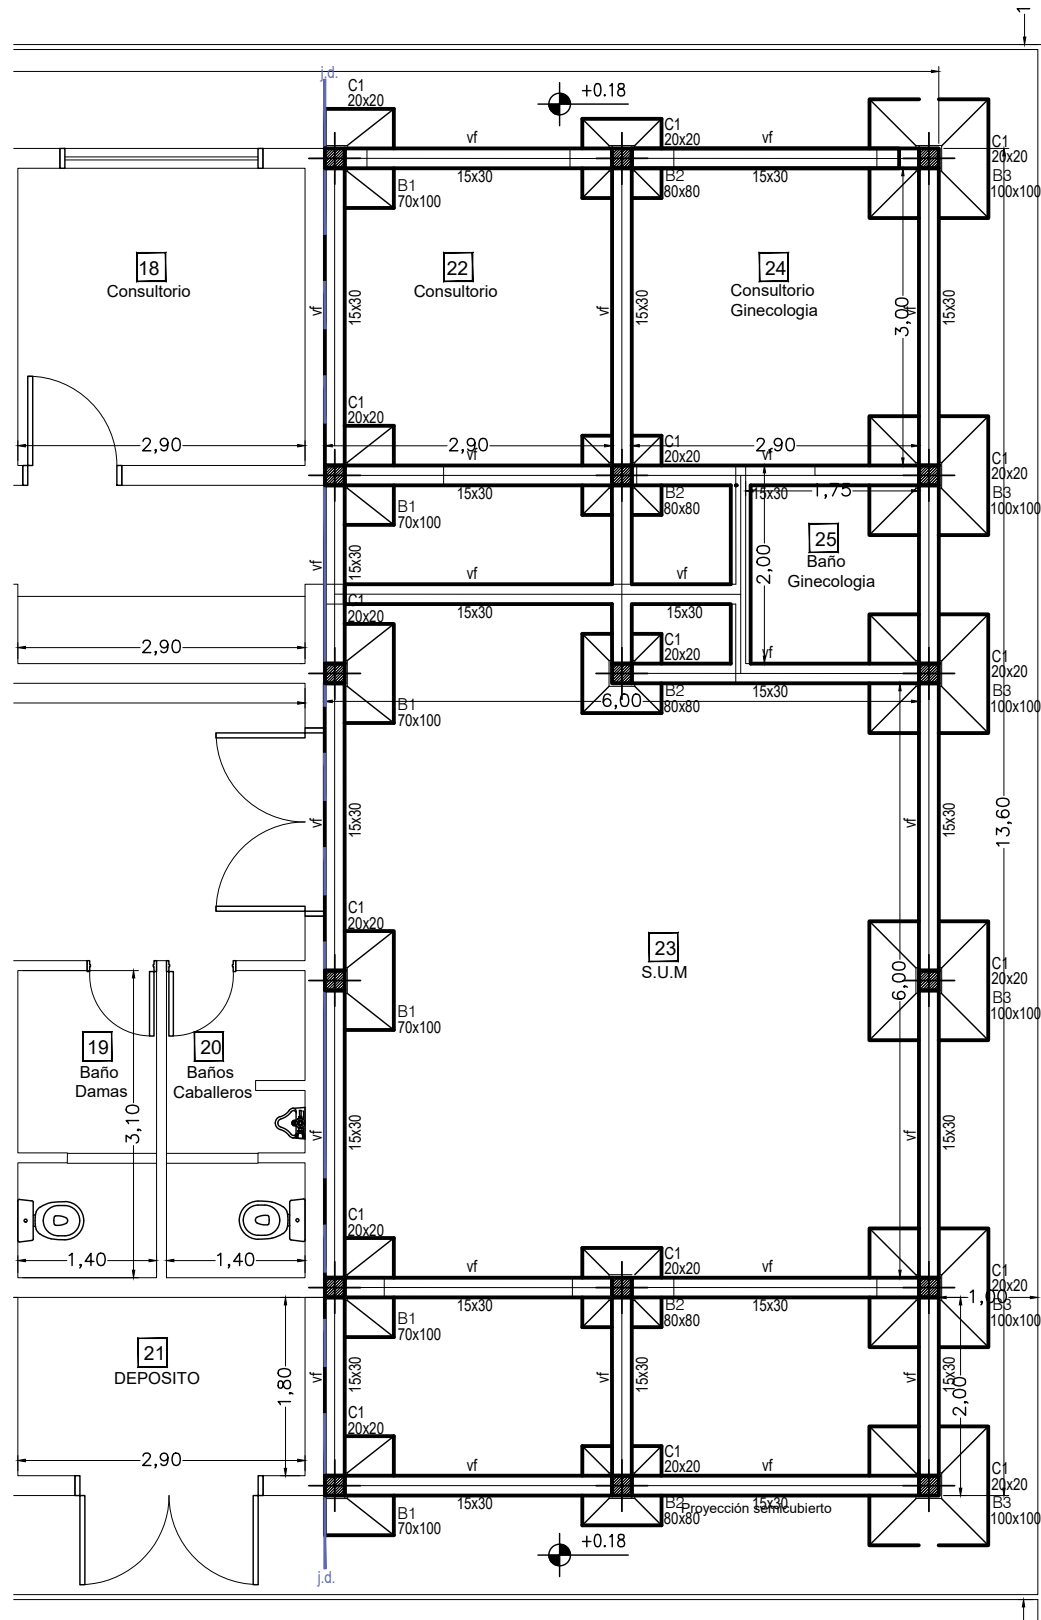 1
j.d.
C1
20x20
+0.18
vf
C1
20x20
vf
C1
20x20
15x30
B1
70x100
B2
80x80
15x30
B3
100x100
18
Consultorio
22
Consultorio
24
Consultorio
Ginecologia
vf
15x30
vf
15x30
3,00
vf
15x30
C1
20x20
2,90
2,90
vf
C1
20x20
2,90
vf
C1
20x20
15x30
B1
70x100
B2
80x80
15x30
1,75
B3
100x100
25
Baño
Ginecologia
vf
15x30
vf
vf
2,00
C1
20x20
15x30
15x30
2,90
C1
20x20
vf
C1
20x20
B1
70x100
6,00
B2
80x80
15x30
B3
100x100
vf
15x30
vf
15x30
13,60
C1
20x20
23
S.U.M
C1
20x20
6,00
B1
70x100
B3
100x100
19
Baño
Damas
20
Baños
Caballeros
3,10
vf
15x30
vf
15x30
C1
20x20
1,40
1,40
vf
C1
20x20
vf
C1
20x20
1,00
15x30
B1
70x100
B2
80x80
15x30
B3
100x100
21
DEPOSITO
1,80
vf
15x30
vf
15x30
vf
15x30
2,00
C1
20x20
2,90
vf
C1
20x20
vf
C1
20x20
15x30
B1
70x100
B2
80x80
15x30
Proyección semicubierto
B3
100x100
+0.18
j.d.